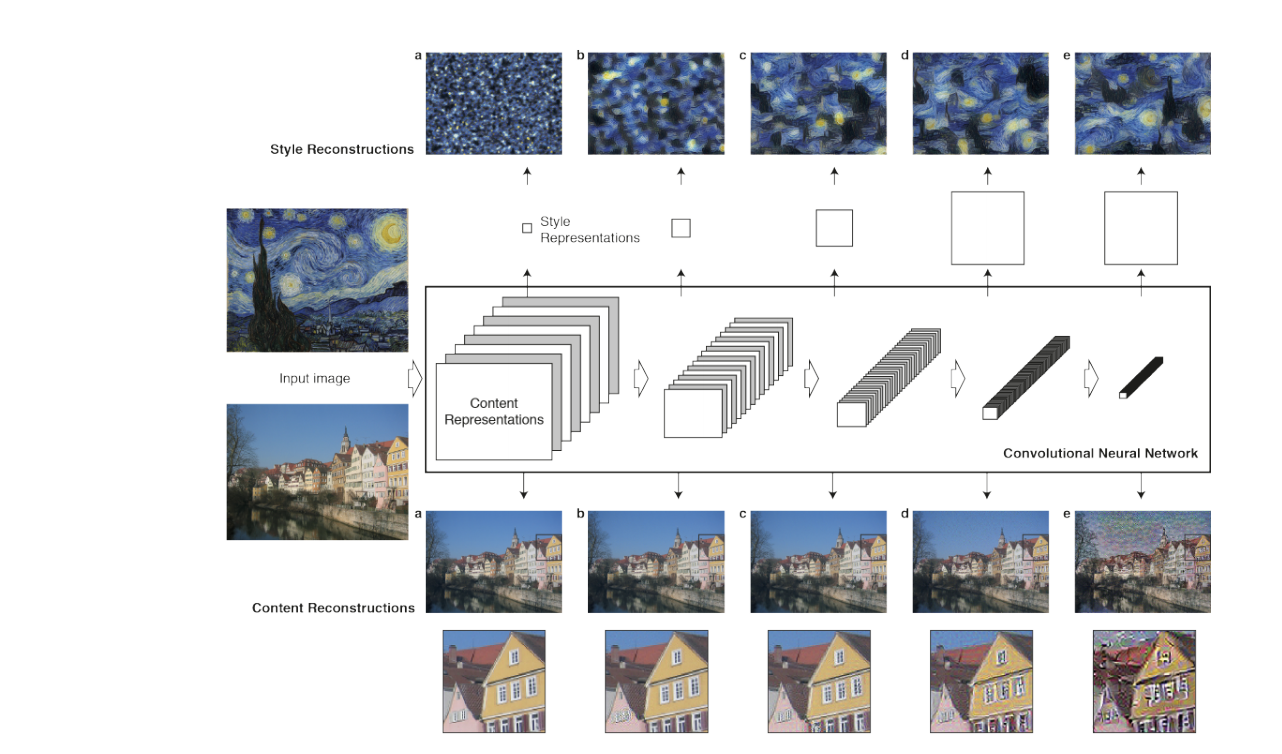 a
b
c
d
e
Style Reconstructions
Style
Representations
Input image
Content
Representations
Convolutional Neural Network
a
b
c
d
e
Content Reconstructions